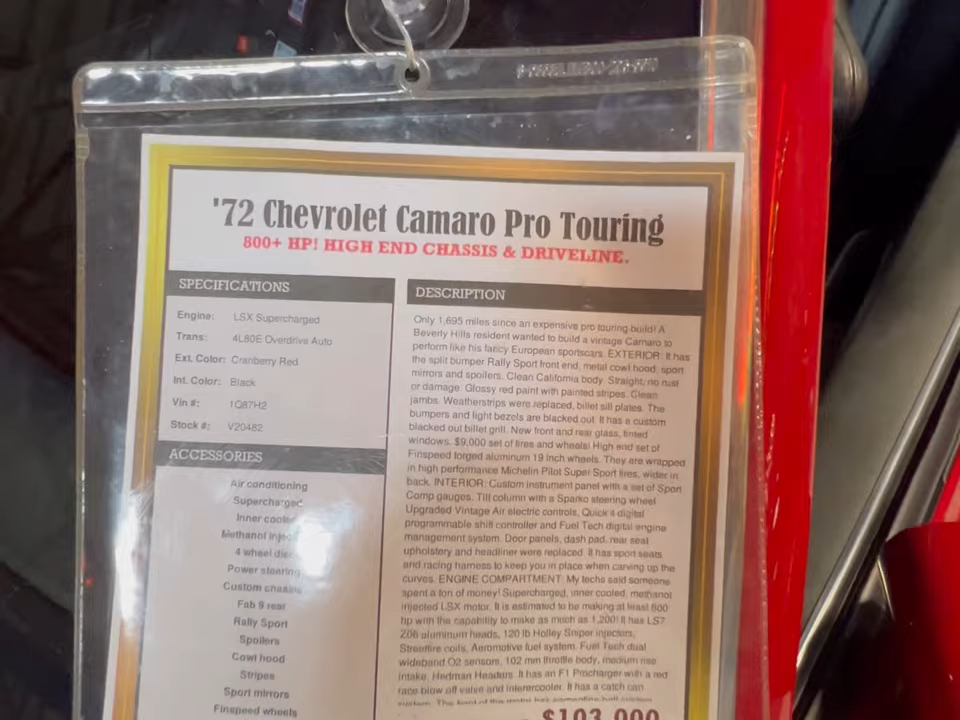 '72 Chevrolet Camaro Pro Touring
800+ HP! HIGH END CHASSIS & DRIVELINE.
SPECIFICATIONS
Engine: LSX Supercharged
Trans: 4L80E Overdrive Auto
Ext. Color: Cranberry Red
Int. Color: Black
Vin #: 1Q87H2
Stock #: V20482
ACCESSORIES
Air conditioning
Supercharged
Inner cooled
Methanol
4 wheel
Power steering
Custom chassis
Fab 9 rear
Rally Sport
Spoilers
Cowl hood
Stripes
Sport mirrors
Finspeed wheels
DESCRIPTION
Only 1,695 miles since an expensive pro touring build! A
Beverly Hills resident wanted to build a vintage Camaro to
perform like his fancy European sportscars. EXTERIOR: It has
the split bumper Rally Sport front end, metal cowl hood, sport
mirrors and spoilers. Clean California body. Straight, no rust
or damage. Glossy red paint with painted stripes. Clean
jambs. Weatherstrips were replaced, billet sill plates. The
bumpers and light bezels are blacked out. It has a custom
blacked out billet grill. New front and rear glass, tinted
windows. $9,000 set of tires and wheels! High end set of
Finspeed forged aluminum 19 inch wheels. They are wrapped
in high performance Michelin Pilot Super Sport tires, wider in
back. INTERIOR: Custom instrument panel with a set of Sport
Comp gauges. Tilt column with a Sparko steering wheel
Upgraded Vintage Air electric controls, Quick 4 digital
programmable shift controller and Fuel Tech digital engine
management system. Door panels, dash pad, rear seat
upholstery and headliner were replaced. It has sport seats
and racing harness to keep you in place when carving up the
curves. ENGINE COMPARTMENT: My techs said someone
spent a ton of money! Supercharged, inner cooled, methanol
injected LSX motor. It is estimated to be making at least 800
hp with the capability to make as much as 1,200! It has LS7
Z06 aluminum heads, 120 lb Holley Sniper injectors,
Streetfire coils, Aeromotive fuel system, Fuel Tech dual
wideband O2 sensors, 102 mm throttle body, medium rise
intake, Hedman Headers. It has an F1 Procharger with a red
race blow off valve and intercooler. It has a catch can
$103,000